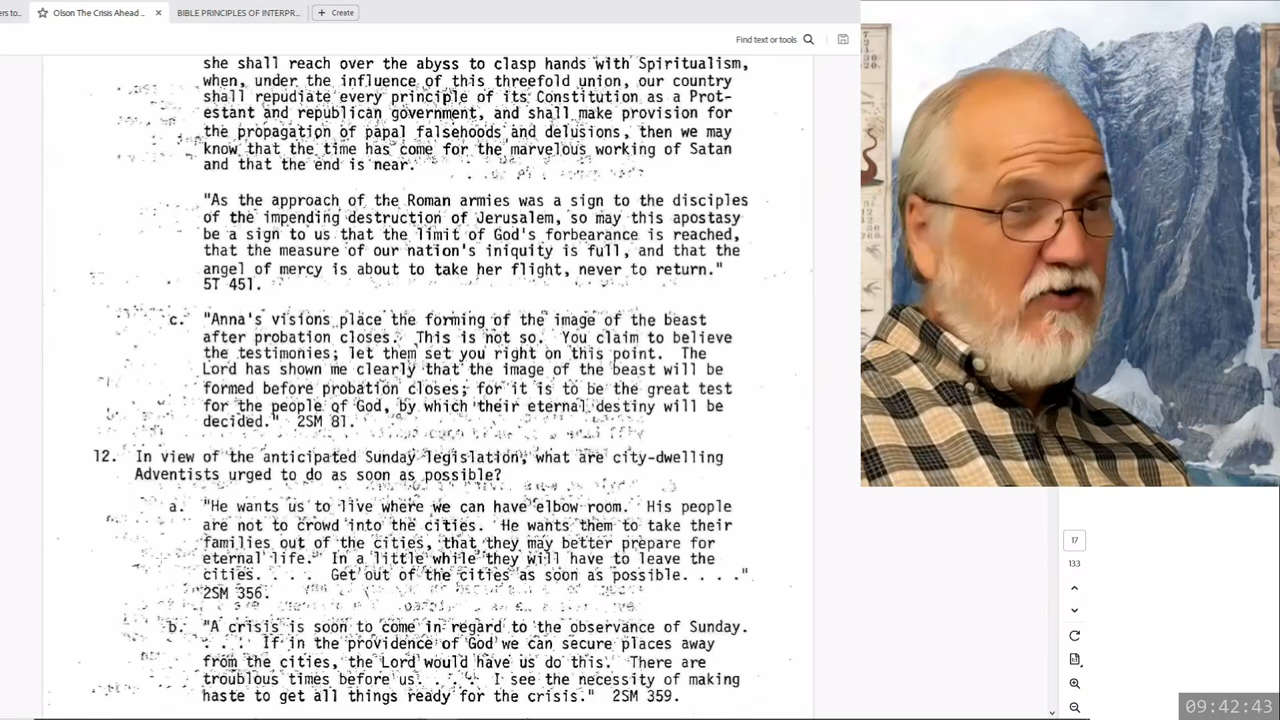 ers to...
Olson The Crisis Ahead ...
BIBLE PRINCIPLES OF INTERPR...
Create
Find text or tools
she shall reach over the abyss to clasp hands with Spiritualism,
when, under the influence of this threefold union, our country
shall repudiate every principle of its Constitution as a Prot-
estant and republican government, and shall make provision for
the propagation of papal falsehoods and delusions, then we may
know that the time has come for the marvelous working of Satan
and that the end is near.
"As the approach of the Roman armies was a sign to the disciples
of the impending destruction of Jerusalem, so may this apostasy
be a sign to us that the limit of God's forbearance is reached,
that the measure of our nation's iniquity is full, and that the
angel of mercy is about to take her flight, never to return."
5T 451.
c. "Anna's visions place the forming of the image of the beast
after probation closes. This is not so. You claim to believe
the testimonies; let them set you right on this point. The
Lord has shown me clearly that the image of the beast will be
formed before probation closes; for it is to be the great test
for the people of God, by which their eternal destiny will be
decided." 2SM 81.
12. In view of the anticipated Sunday legislation, what are city-dwelling
Adventists urged to do as soon as possible?
a. "He wants us to live where we can have elbow room. His people
are not to crowd into the cities. He wants them to take their
families out of the cities, that they may better prepare for
eternal life." In a little while they will have to leave the
cities. . . . Get out of the cities as soon as possible. . . ."
2SM 356.
b. "A crisis is soon to come in regard to the observance of Sunday.
. . . If in the providence of God we can secure places away
from the cities, the Lord would have us do this. There are
troublous times before us. . . . I see the necessity of making
haste to get all things ready for the crisis." 2SM 359.
17
133
09:42:43